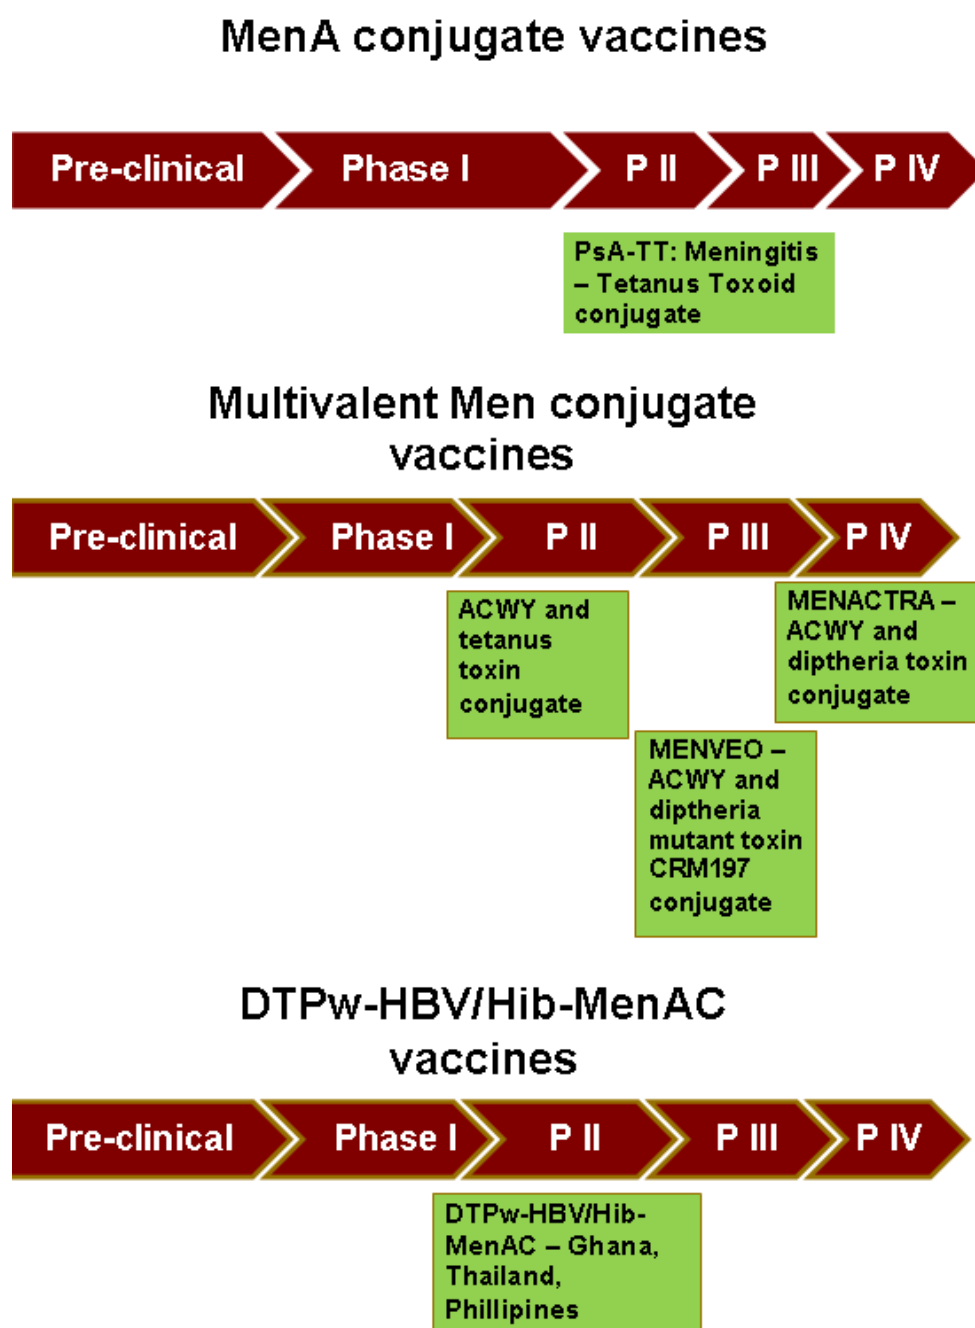 MenA conjugate vaccines
Pre-clinical Phase I P II P III P IV
PsA-TT: Meningitis
– Tetanus Toxoid
conjugate
Multivalent Men conjugate
vaccines
Pre-clinical Phase I P II P III P IV
ACWY and
tetanus
toxin
conjugate
MENVEO –
ACWY and
diptheria
mutant toxin
CRM197
conjugate
MENACTRA –
ACWY and
diptheria toxin
conjugate
DTPw-HBV/Hib-MenAC
vaccines
Pre-clinical Phase I P II P III P IV
DTPw-HBV/Hib-
MenAC – Ghana,
Thailand,
Phillipines